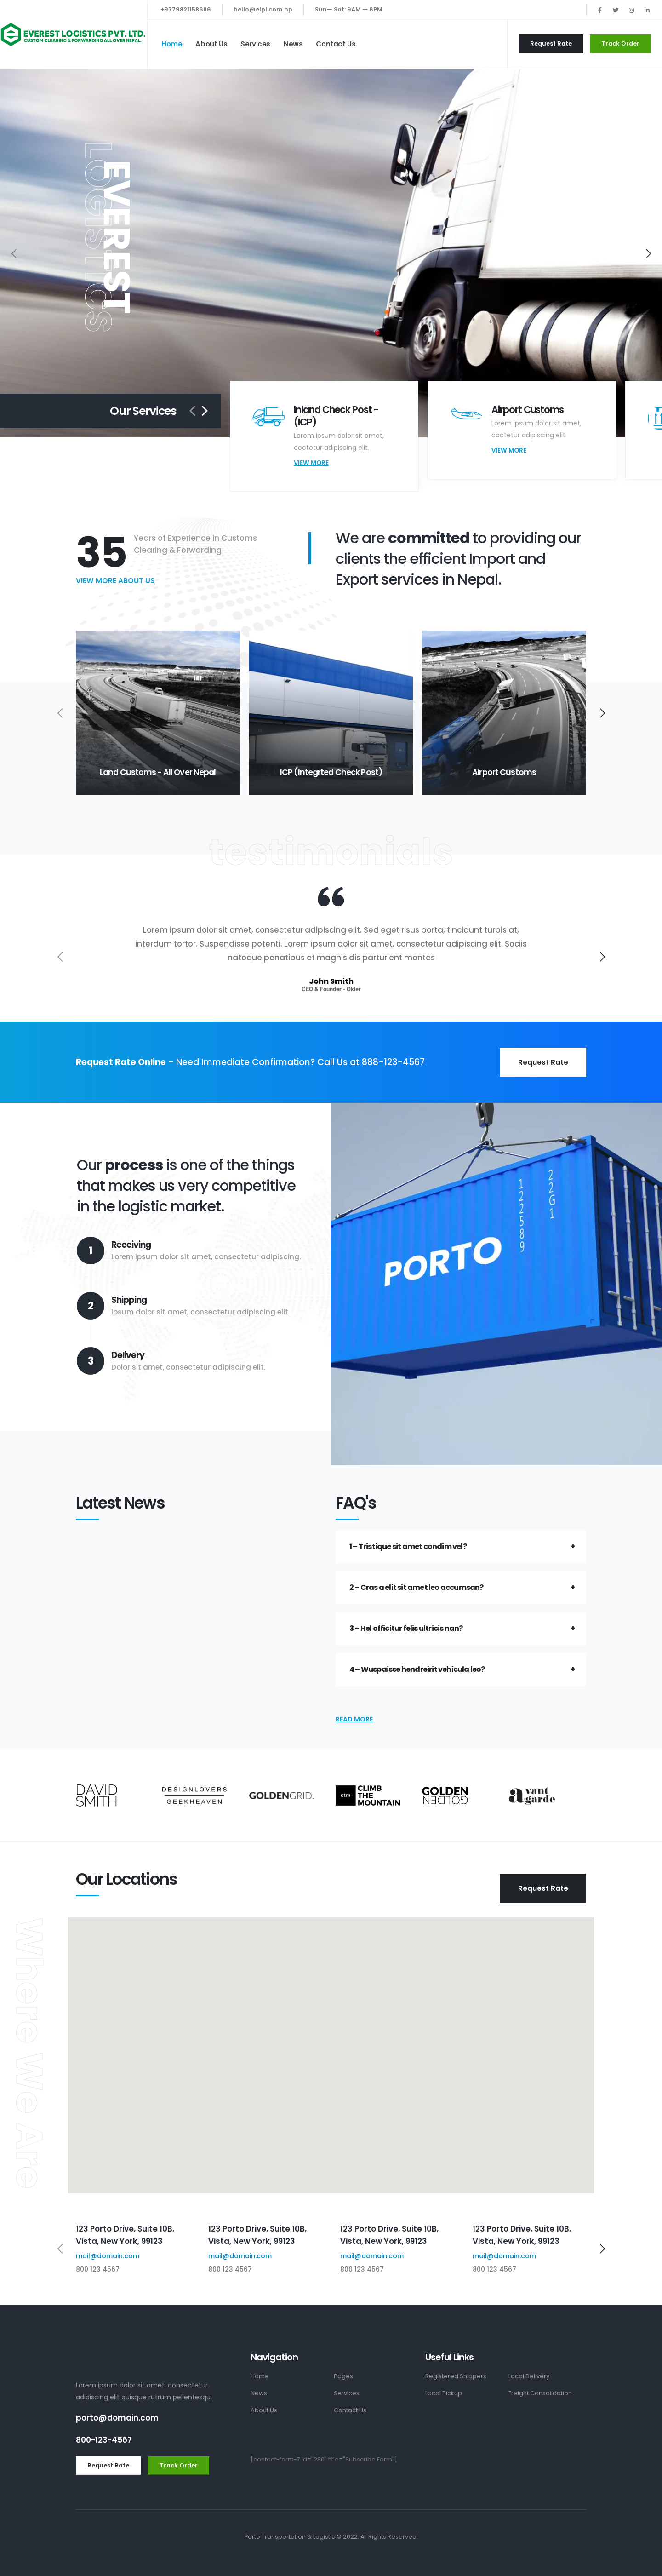 +9779821158686
hello@elpl.com.np
Sun— Sat: 9AM — 6PM
EVEREST LOGISTICS PVT. LTD.
CUSTOM CLEARING & FORWARDING ALL OVER NEPAL.
Home
About Us
Services
News
Contact Us
Request Rate
Track Order
LOGISTICS
EVEREST
Our Services
Inland Check Post -
(ICP)
Lorem ipsum dolor sit amet,
coctetur adipiscing elit.
VIEW MORE
Airport Customs
Lorem ipsum dolor sit amet,
coctetur adipiscing elit.
VIEW MORE
35
Years of Experience in Customs
Clearing & Forwarding
VIEW MORE ABOUT US
We are committed to providing our
clients the efficient Import and
Export services in Nepal.
Land Customs - All Over Nepal
ICP (Integrted Check Post)
Airport Customs
testimonials
Lorem ipsum dolor sit amet, consectetur adipiscing elit. Sed eget risus porta, tincidunt turpis at,
interdum tortor. Suspendisse potenti. Lorem ipsum dolor sit amet, consectetur adipiscing elit. Sociis
natoque penatibus et magnis dis parturient montes
John Smith
CEO & Founder - Okler
Request Rate Online - Need Immediate Confirmation? Call Us at 888-123-4567
Request Rate
Our process is one of the things
that makes us very competitive
in the logistic market.
1
Receiving
Lorem ipsum dolor sit amet, consectetur adipiscing.
2
Shipping
Ipsum dolor sit amet, consectetur adipiscing elit.
3
Delivery
Dolor sit amet, consectetur adipiscing elit.
PORTO
122589
22G1
Latest News
FAQ's
1 – Tristique sit amet condim vel?
+
2 – Cras a elit sit amet leo accumsan?
+
3 – Hel officitur felis ultricis nan?
+
4 – Wuspaisse hendreirit vehicula leo?
+
READ MORE
DAVID
SMITH
DESIGNLOVERS
GEEKHEAVEN
GOLDENGRID.
ctm
CLIMB
THE
MOUNTAIN
GOLDEN
GOLDEN
avant
garde
Our Locations
Request Rate
Where We Are
123 Porto Drive, Suite 10B,
Vista, New York, 99123
mail@domain.com
800 123 4567
123 Porto Drive, Suite 10B,
Vista, New York, 99123
mail@domain.com
800 123 4567
123 Porto Drive, Suite 10B,
Vista, New York, 99123
mail@domain.com
800 123 4567
123 Porto Drive, Suite 10B,
Vista, New York, 99123
mail@domain.com
800 123 4567
Lorem ipsum dolor sit amet, consectetur
adipiscing elit quisque rutrum pellentesqu.
porto@domain.com
800-123-4567
Request Rate
Track Order
Navigation
Home
Pages
News
Services
About Us
Contact Us
Useful Links
Registered Shippers
Local Delivery
Local Pickup
Freight Consolidation
[contact-form-7 id="280" title="Subscribe Form"]
Porto Transportation & Logistic © 2022. All Rights Reserved.